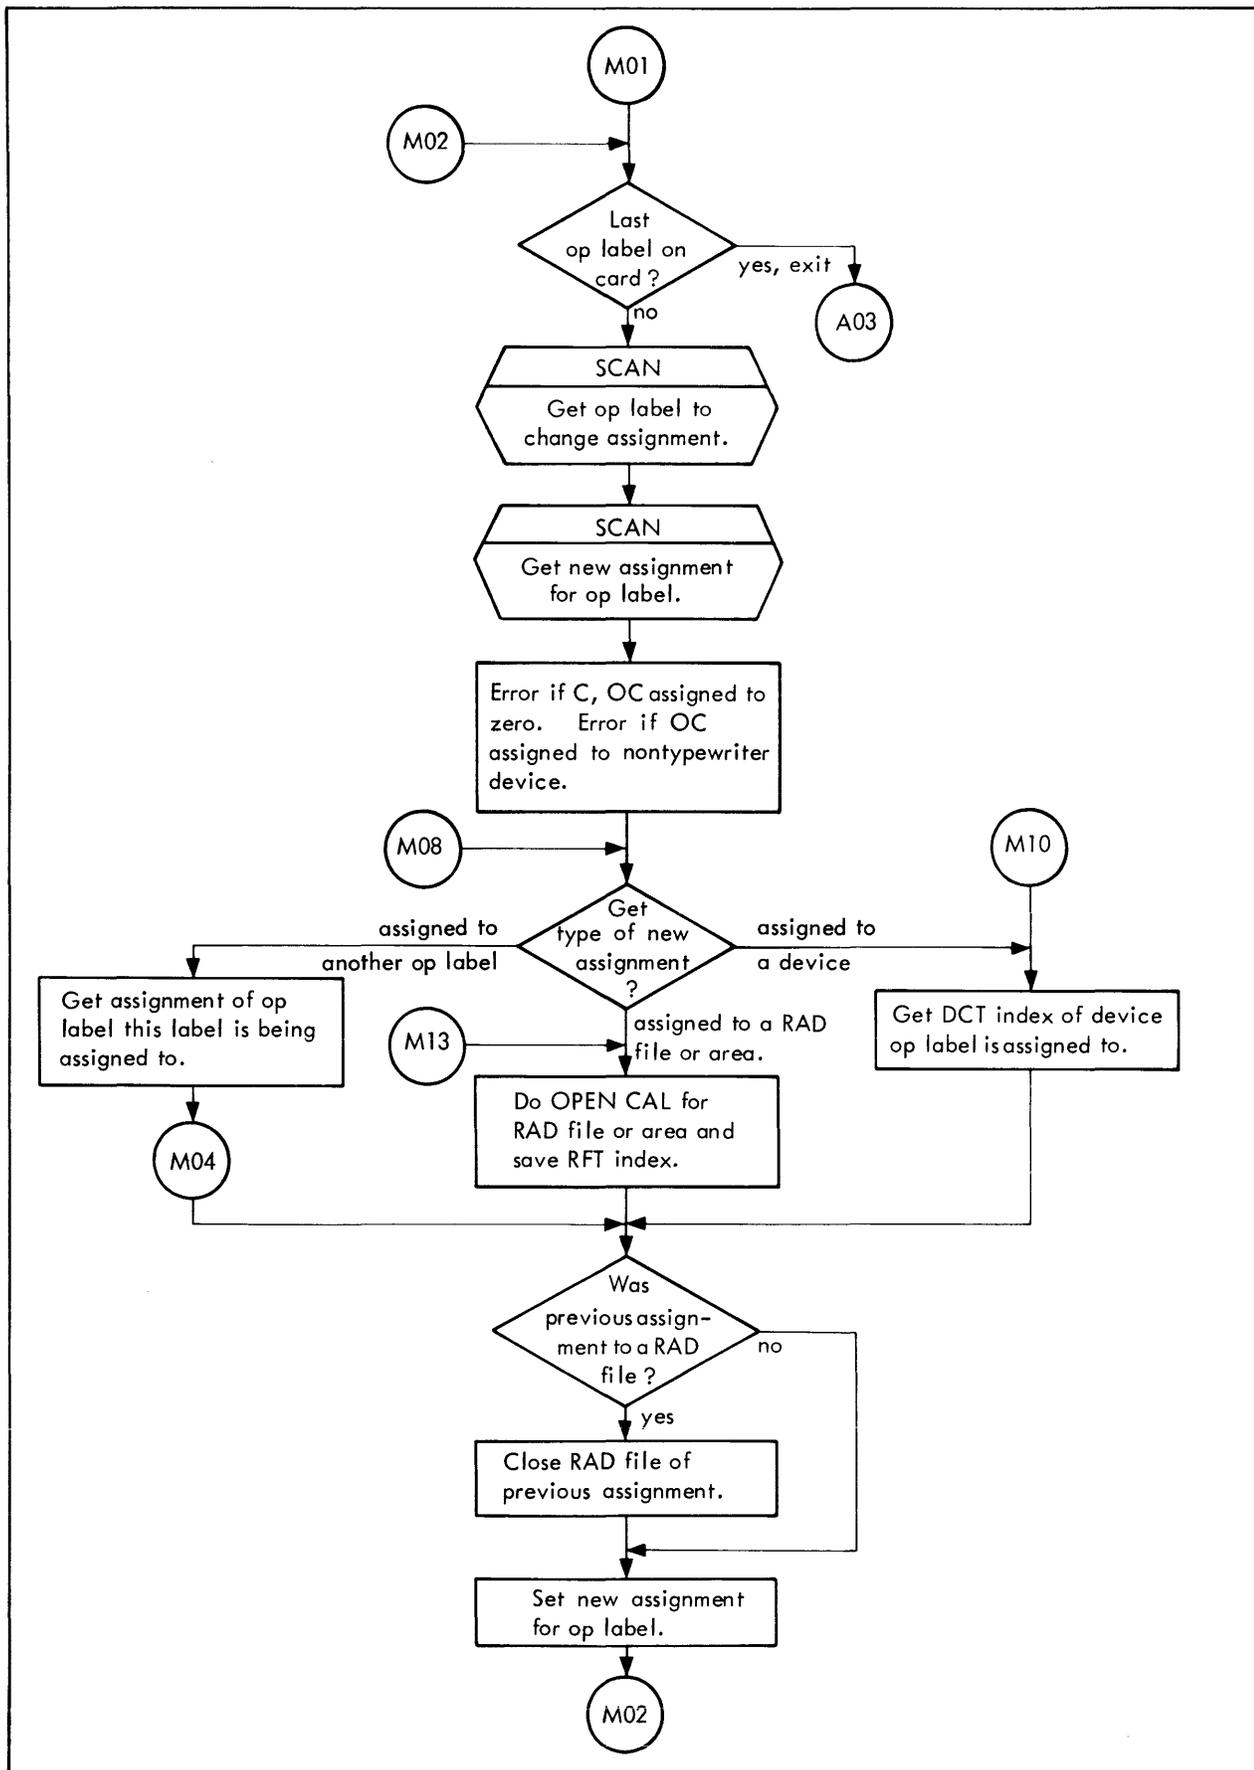 M01
M02
Last
op label on
card ?
yes, exit
A03
no
SCAN
Get op label to
change assignment.
SCAN
Get new assignment
for op label.
Error if C, OC assigned to
zero. Error if OC
assigned to nontypewriter
device.
M08
M10
Get
type of new
assignment
?
assigned to
another op label
assigned to
a device
Get assignment of op
label this label is being
assigned to.
M13
assigned to a RAD
file or area.
Get DCT index of device
op label is assigned to.
Do OPEN CAL for
RAD file or area and
save RFT index.
M04
Was
previous assign-
ment to a RAD
file ?
no
yes
Close RAD file of
previous assignment.
Set new assignment
for op label.
M02